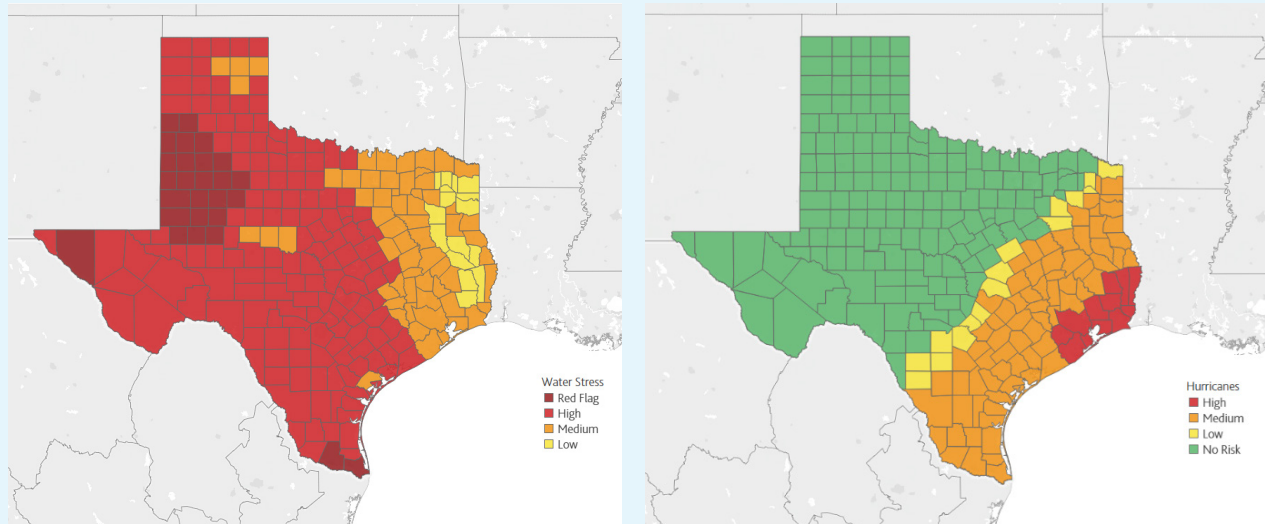 Water Stress
Red Flag
High
Medium
Low
Hurricanes
High
Medium
Low
No Risk